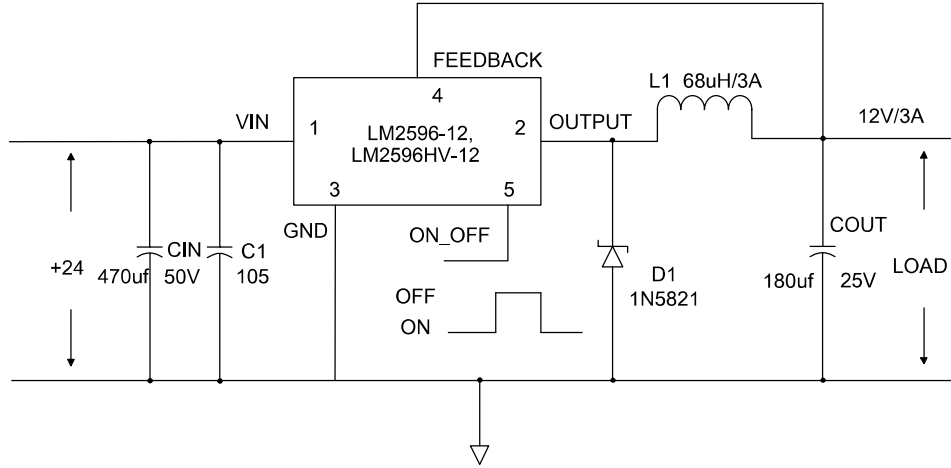 FEEDBACK
L1 68uH/3A
4
VIN
1
LM2596-12,
LM2596HV-12
2
OUTPUT
12V/3A
3
5
GND
ON_OFF
COUT
+24
470uf
CIN
50V
C1
105
D1
1N5821
180uf
25V
LOAD
OFF
ON